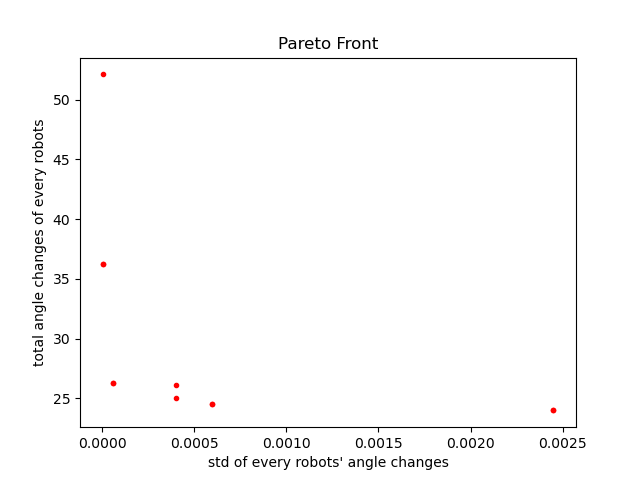 Pareto Front
total angle changes of every robots
50
45
40
35
30
25
0.0000 0.0005 0.0010 0.0015 0.0020 0.0025
std of every robots' angle changes